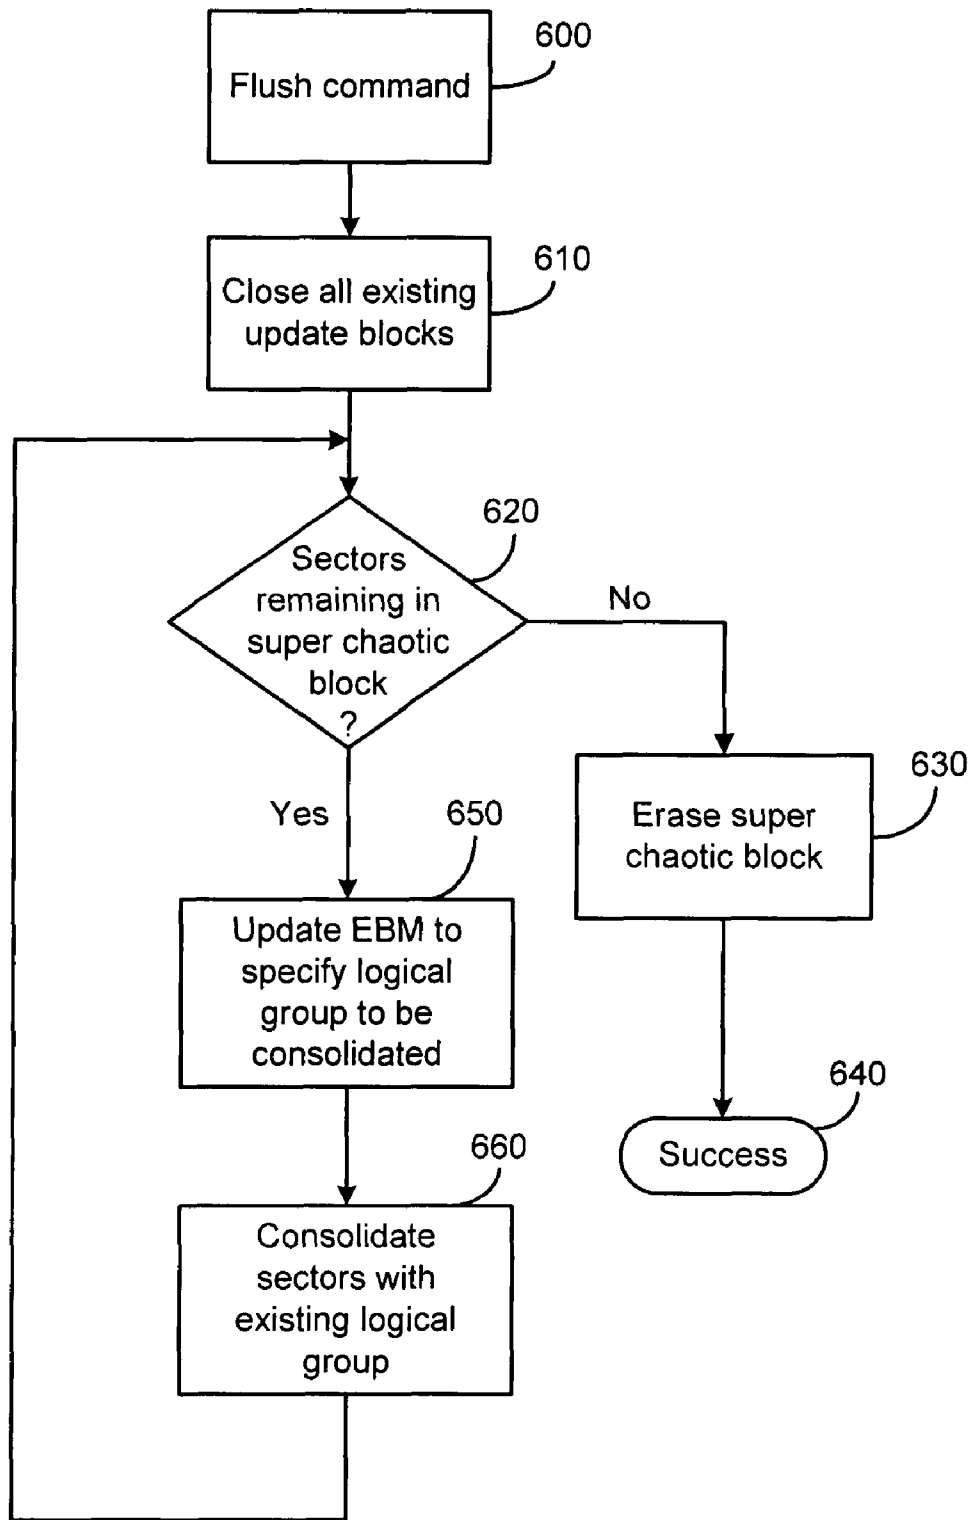 600
Flush command
610
Close all existing
update blocks
620
Sectors
remaining in
super chaotic
block
?
No
Yes
630
Erase super
chaotic block
650
Update EBM to
specify logical
group to be
consolidated
640
Success
660
Consolidate
sectors with
existing logical
group